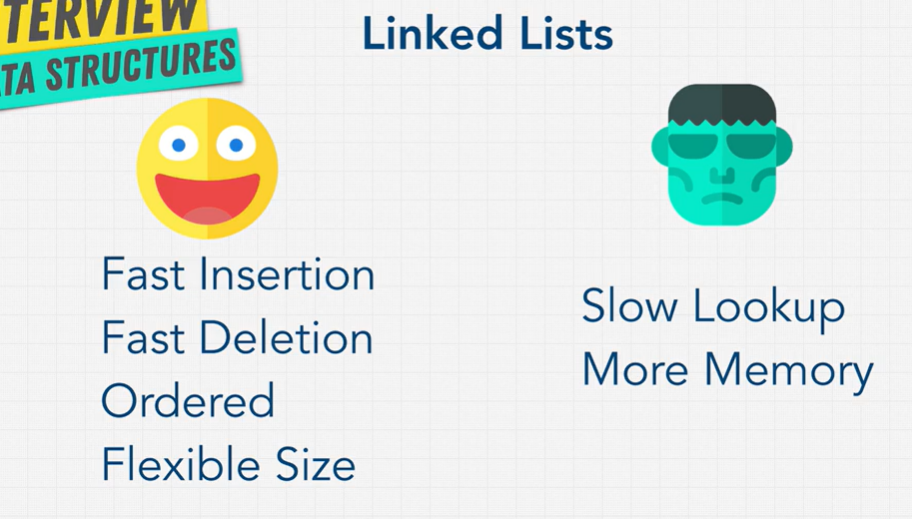 TERVIEW
TA STRUCTURES
Linked Lists
Fast Insertion
Fast Deletion
Ordered
Flexible Size
Slow Lookup
More Memory